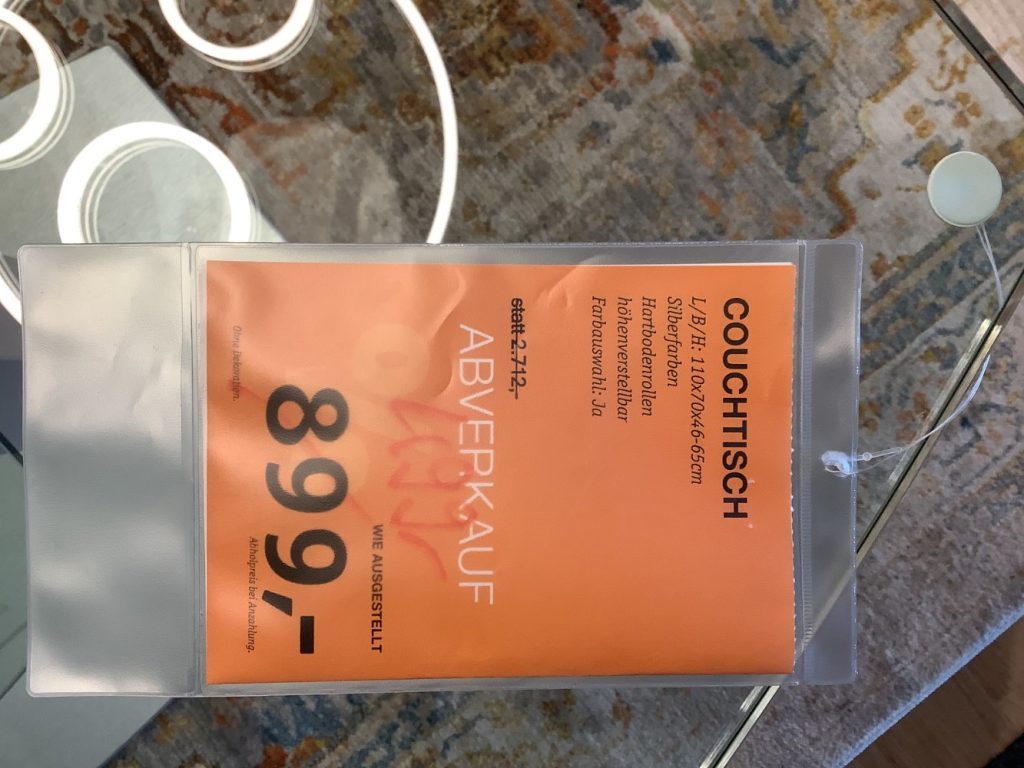 COUCHTISCH
L/B/H: 110x70x46-65cm
Silberfarben
Hartbodenrollen
höhenverstellbar
Farbauswahl: Ja
statt 2.712,-
ABVERKAUF
WIE AUSGESTELLT
899,-
Abholpreis bei Anzahlung.
Ohne Dekoration.